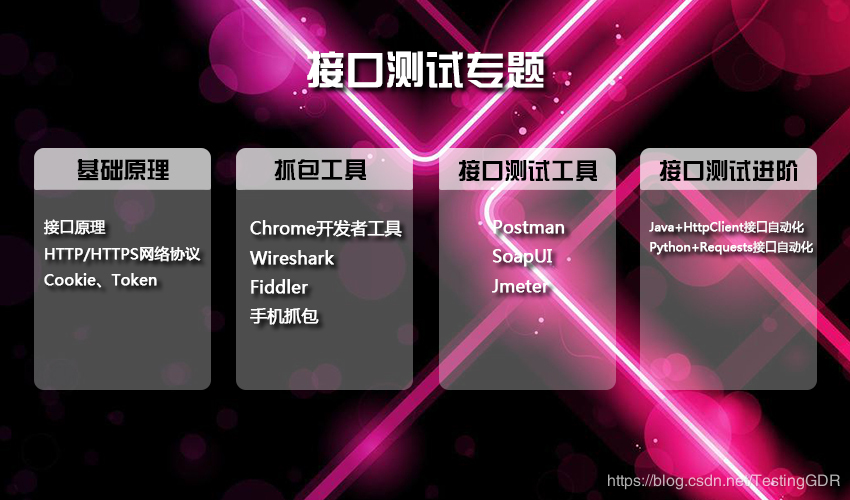 接口测试专题
基础原理
接口原理
HTTP/HTTPS网络协议
Cookie、Token
抓包工具
Chrome开发者工具
Wireshark
Fiddler
手机抓包
接口测试工具
Postman
SoapUI
Jmeter
接口测试进阶
Java+HttpClient接口自动化
Python+Requests接口自动化
https://blog.csdn.net/TestingGDR